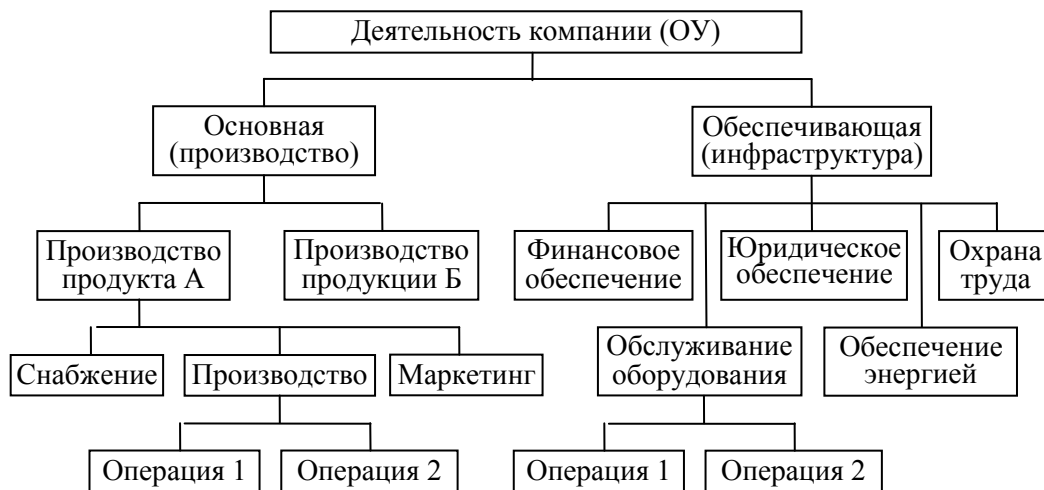 Деятельность компании (ОУ)
Основная
(производство)
Обеспечивающая
(инфраструктура)
Производство
продукта А
Производство
продукции Б
Финансовое
обеспечение
Юридическое
обеспечение
Охрана
труда
Снабжение
Производство
Маркетинг
Обслуживание
оборудования
Обеспечение
энергией
Операция 1
Операция 2
Операция 1
Операция 2